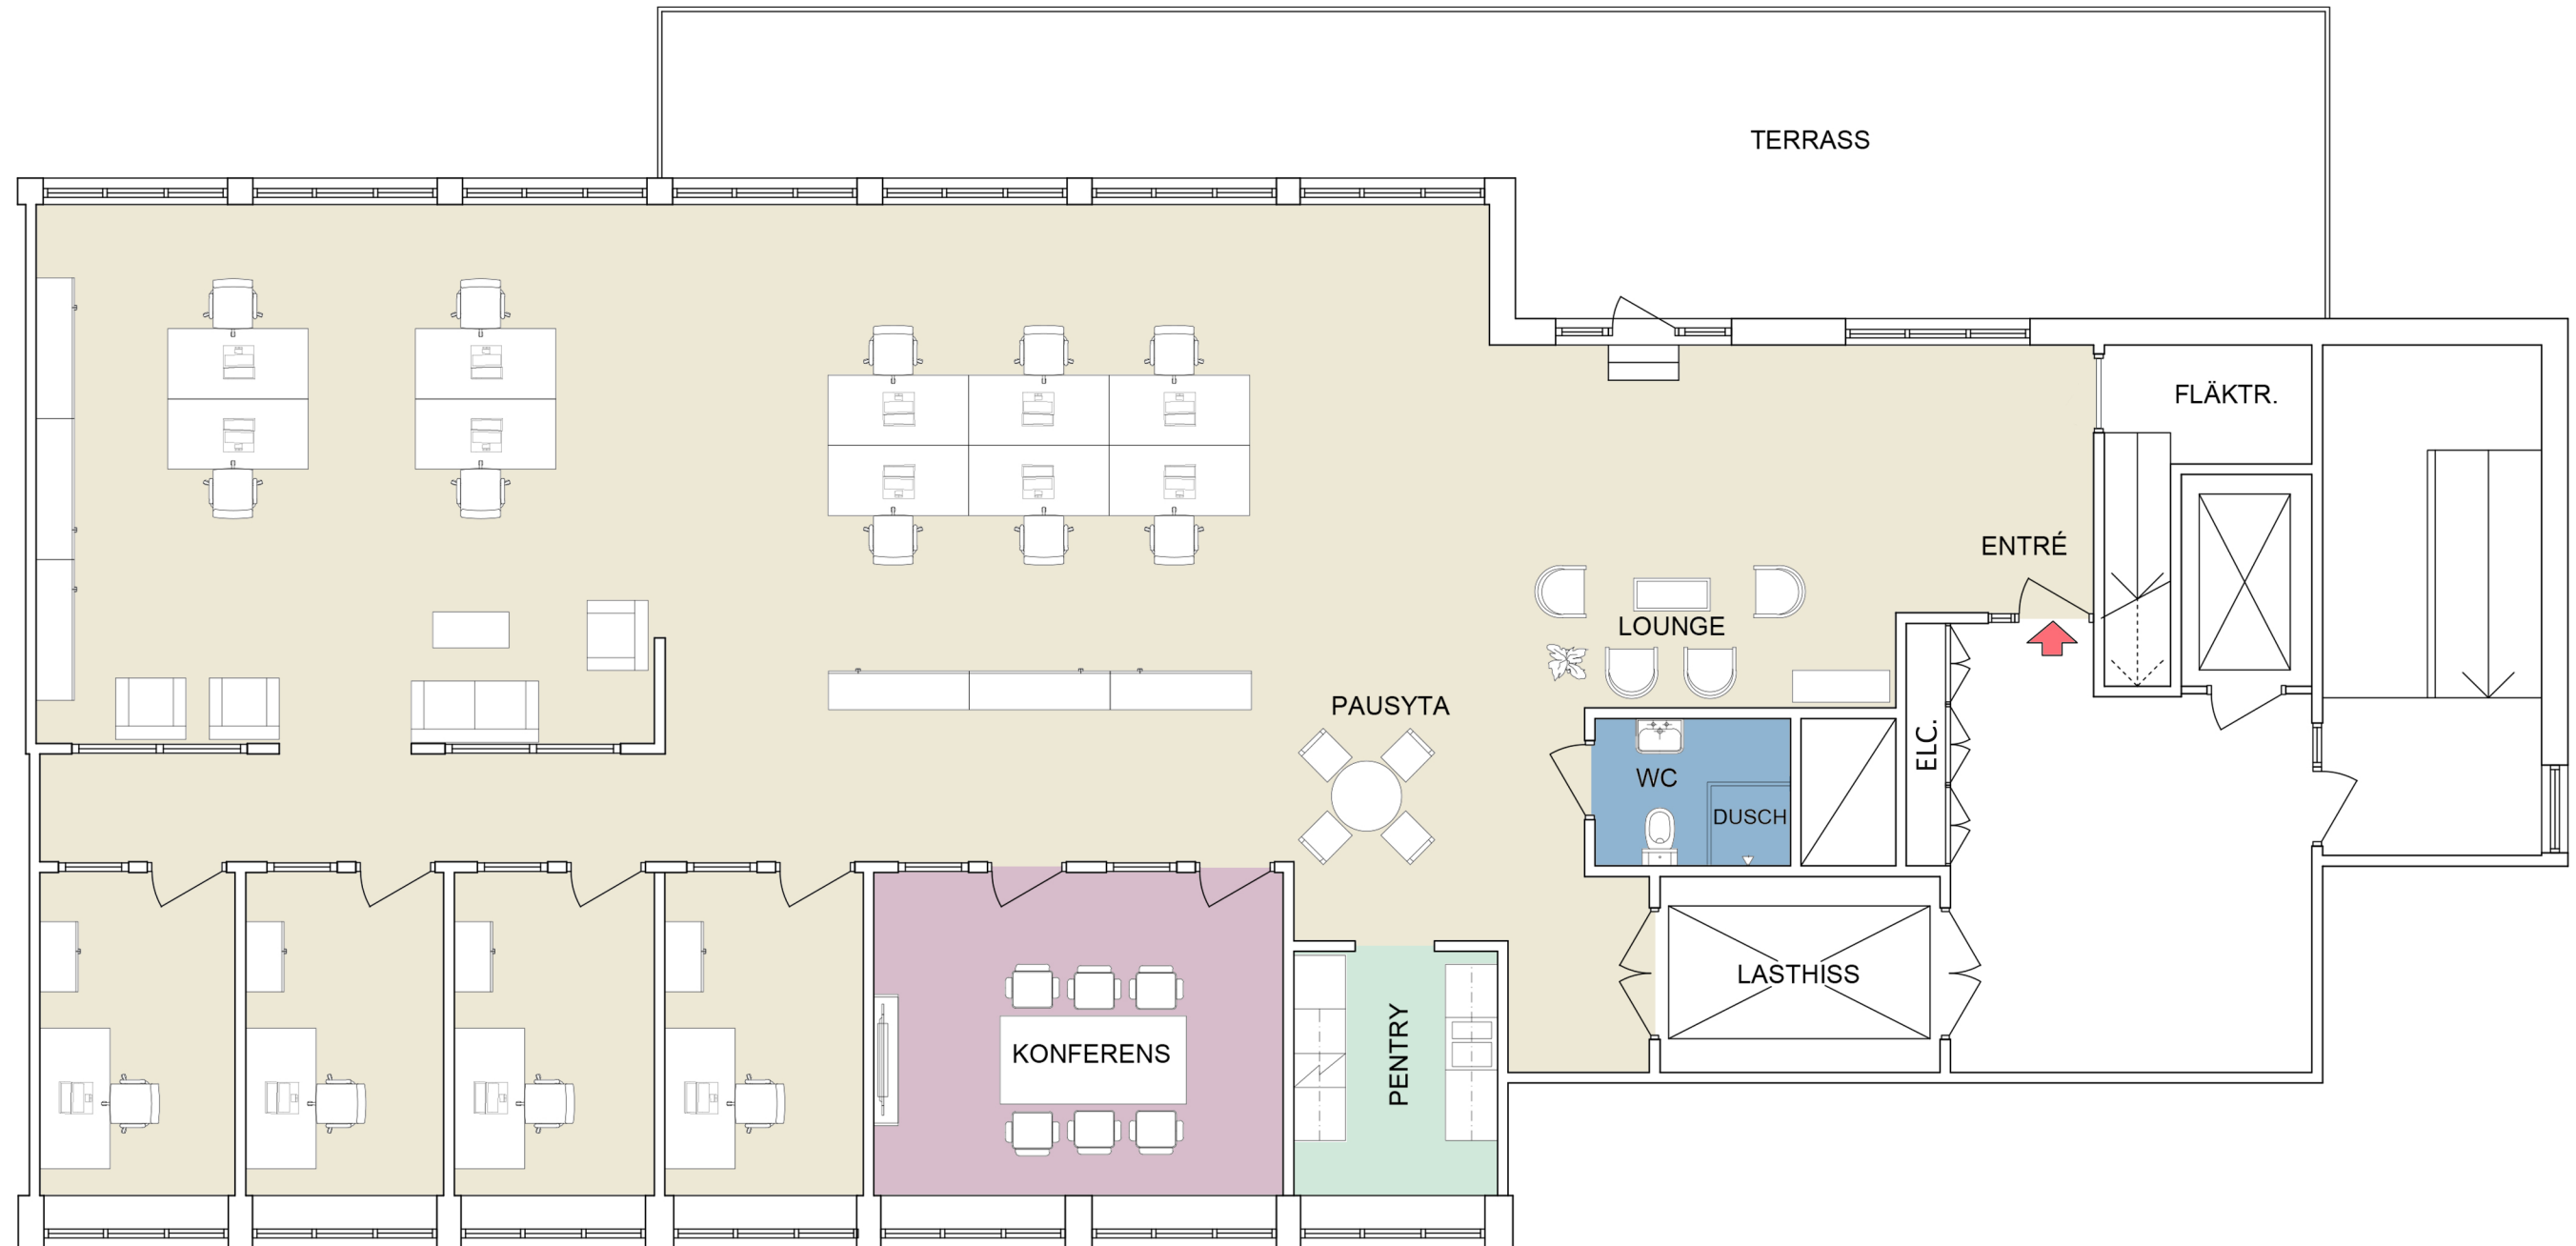 TERRASS
FLÄKTR.
ENTRÉ
LOUNGE
PAUSYTA
ELC.
WC
DUSCH
LASTHISS
KONFERENS
PENTRY